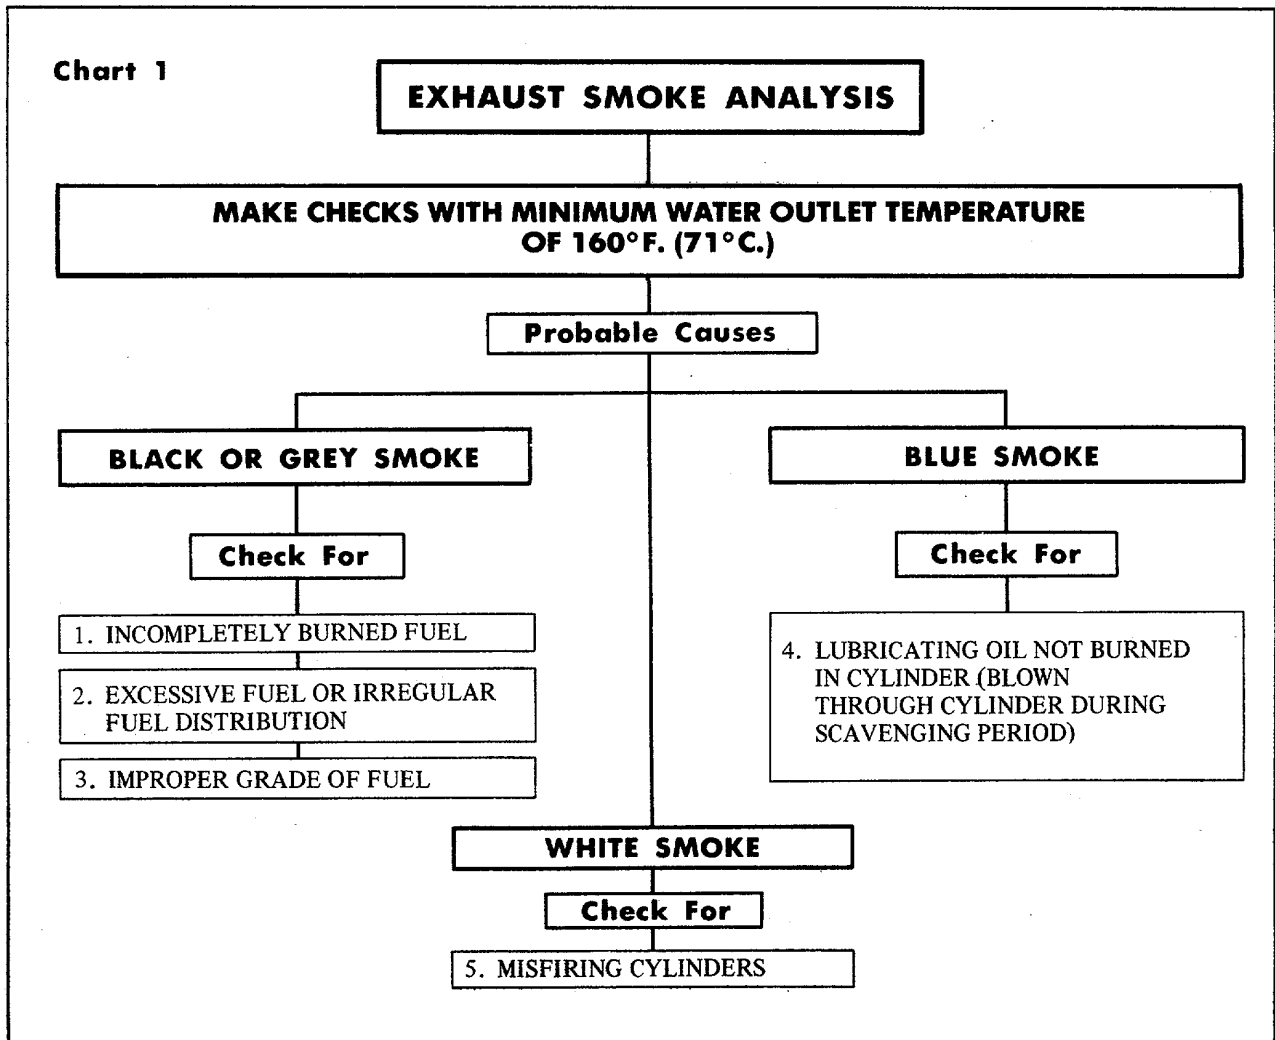 Chart 1
EXHAUST SMOKE ANALYSIS
MAKE CHECKS WITH MINIMUM WATER OUTLET TEMPERATURE
OF 160°F. (71°C.)
Probable Causes
BLACK OR GREY SMOKE
Check For
1. INCOMPLETELY BURNED FUEL
2. EXCESSIVE FUEL OR IRREGULAR
FUEL DISTRIBUTION
3. IMPROPER GRADE OF FUEL
BLUE SMOKE
Check For
4. LUBRICATING OIL NOT BURNED
IN CYLINDER (BLOWN
THROUGH CYLINDER DURING
SCAVENGING PERIOD)
WHITE SMOKE
Check For
5. MISFIRING CYLINDERS